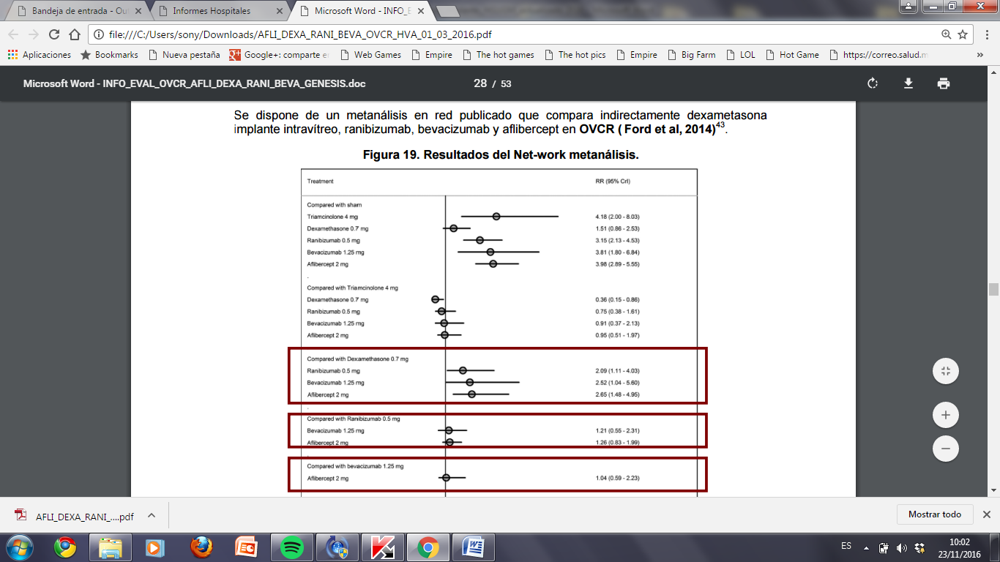 Bandeja de entrada - Ou
Informes Hospitales
Microsoft Word - INFO_E
file:///C:/Users/sony/Downloads/AFLI_DEXA_RANI_BEVA_OVCR_HVA_01_03_2016.pdf
Aplicaciones Bookmarks Nueva pestaña Google+: comparte e Web Games Empire The hot games The hot pics Empire Big Farm LOL Hot Game https://correo.salud.m »
Microsoft Word - INFO_EVAL_OVCR_AFLI_DEXA_RANI_BEVA_GENESIS.doc 28 / 53
Se dispone de un metanálisis en red publicado que compara indirectamente dexametasona
implante intravítreo, ranibizumab, bevacizumab y aflibercept en OVCR ( Ford et al, 2014)43.
Figura 19. Resultados del Net-work metanálisis.
Treatment RR (95% CrI)
Compared with sham
Triamcinolone 4 mg 4.18 (2.00 - 8.03)
Dexamethasone 0.7 mg 1.51 (0.86 - 2.53)
Ranibizumab 0.5 mg 3.15 (2.13 - 4.53)
Bevacizumab 1.25 mg 3.81 (1.80 - 6.84)
Aflibercept 2 mg 3.98 (2.89 - 5.55)
.
Compared with Triamcinolone 4 mg
Dexamethasone 0.7 mg 0.36 (0.15 - 0.86)
Ranibizumab 0.5 mg 0.75 (0.38 - 1.61)
Bevacizumab 1.25 mg 0.91 (0.37 - 2.13)
Aflibercept 2 mg 0.95 (0.51 - 1.97)
Compared with Dexamethasone 0.7 mg
Ranibizumab 0.5 mg 2.09 (1.11 - 4.03)
Bevacizumab 1.25 mg 2.52 (1.04 - 5.60)
Aflibercept 2 mg 2.65 (1.48 - 4.95)
.
Compared with Ranibizumab 0.5 mg
Bevacizumab 1.25 mg 1.21 (0.55 - 2.31)
Aflibercept 2 mg 1.26 (0.83 - 1.99)
.
Compared with bevacizumab 1.25 mg
Aflibercept 2 mg 1.04 (0.59 - 2.23)
AFLI_DEXA_RANI_....pdf
Mostrar todo
ES
10:02
23/11/2016